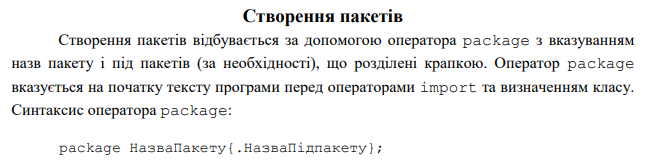 Створення пакетів
Створення пакетів відбувається за допомогою оператора package з вказуванням
назв пакету і під пакетів (за необхідності), що розділені крапкою. Оператор package
вказується на початку тексту програми перед операторами import та визначенням класу.
Синтаксис оператора package:
package НазваПакету{.НазваПідпакету};